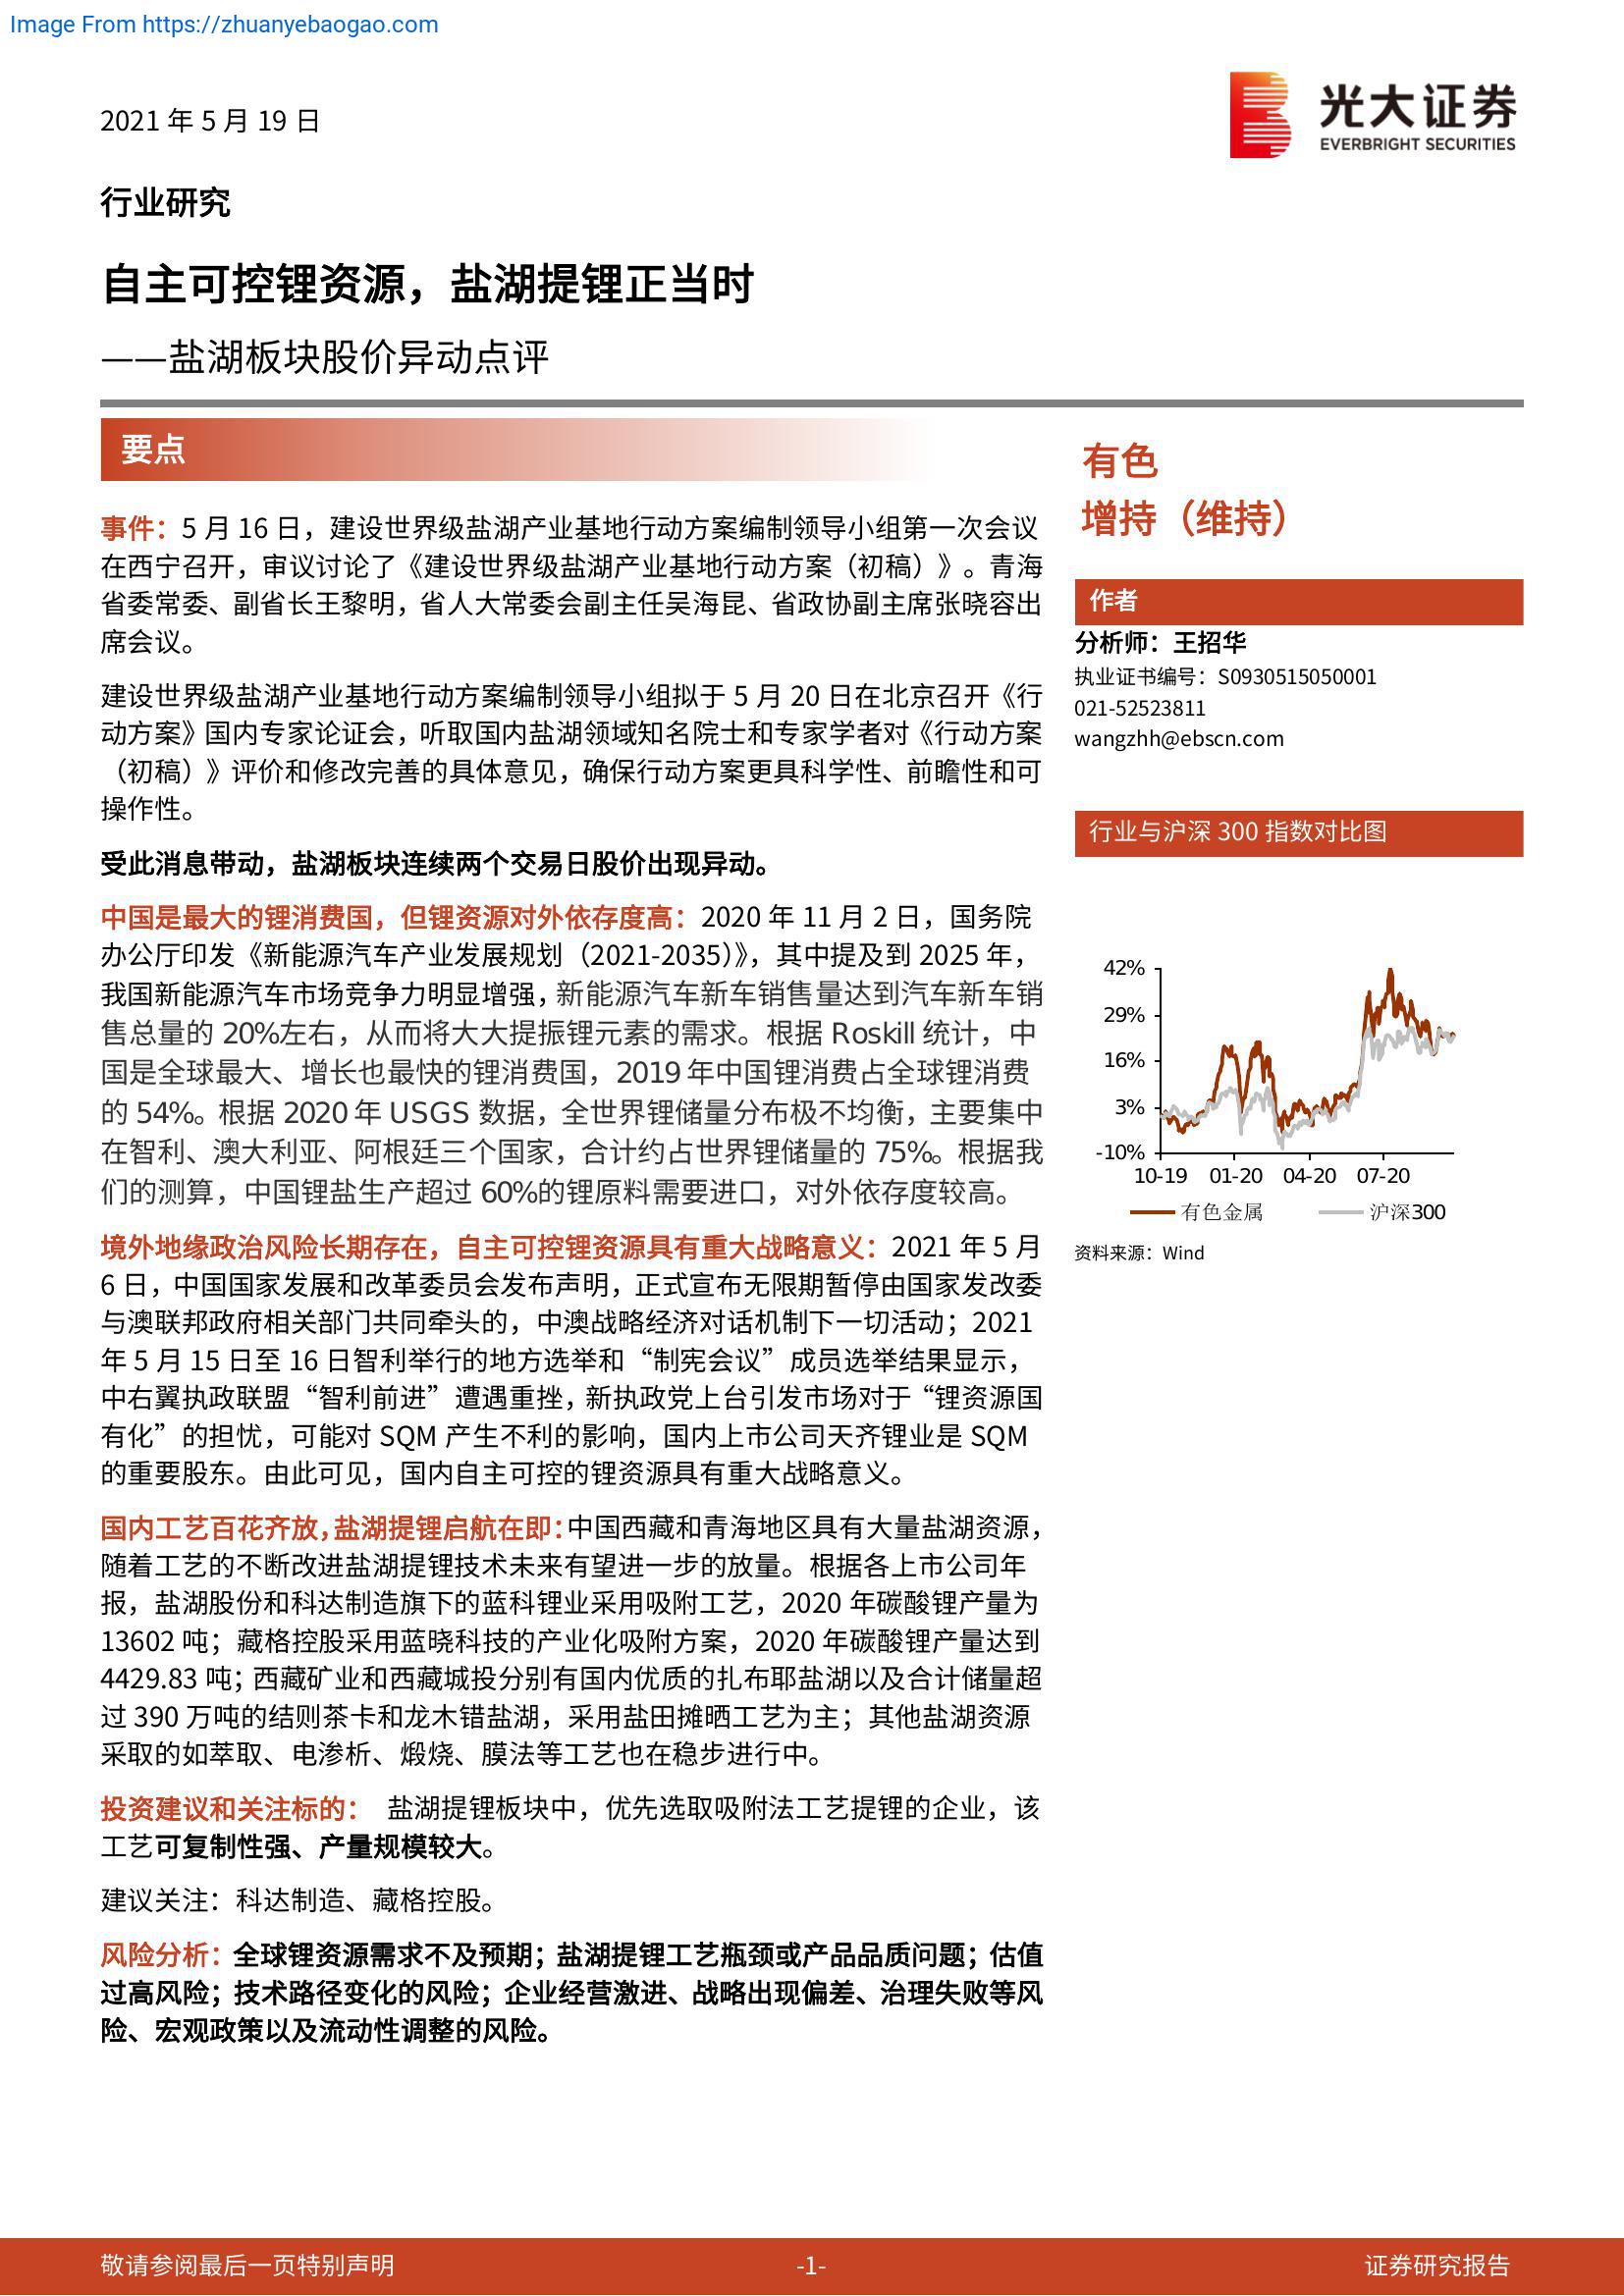 Image From https://zhuanyebaogao.com
2021 年 5 月 19 日
光大证券
EVERBRIGHT SECURITIES
行业研究
自主可控锂资源，盐湖提锂正当时
——盐湖板块股价异动点评
要点
事件：5 月 16 日，建设世界级盐湖产业基地行动方案编制领导小组第一次会议
在西宁召开，审议讨论了《建设世界级盐湖产业基地行动方案（初稿）》。青海
省委常委、副省长王黎明，省人大常委会副主任吴海昆、省政协副主席张晓容出
席会议。
建设世界级盐湖产业基地行动方案编制领导小组拟于 5 月 20 日在北京召开《行
动方案》国内专家论证会，听取国内盐湖领域知名院士和专家学者对《行动方案
（初稿）》评价和修改完善的具体意见，确保行动方案更具科学性、前瞻性和可
操作性。
受此消息带动，盐湖板块连续两个交易日股价出现异动。
中国是最大的锂消费国，但锂资源对外依存度高：2020 年 11 月 2 日，国务院
办公厅印发《新能源汽车产业发展规划（2021-2035）》，其中提及到 2025 年，
我国新能源汽车市场竞争力明显增强，新能源汽车新车销售量达到汽车新车销
售总量的 20%左右，从而将大大提振锂元素的需求。根据 Roskill 统计，中
国是全球最大、增长也最快的锂消费国，2019 年中国锂消费占全球锂消费
的 54%。根据 2020 年 USGS 数据，全世界锂储量分布极不均衡，主要集中
在智利、澳大利亚、阿根廷三个国家，合计约占世界锂储量的 75%。根据我
们的测算，中国锂盐生产超过 60%的锂原料需要进口，对外依存度较高。
境外地缘政治风险长期存在，自主可控锂资源具有重大战略意义：2021 年 5 月
6 日，中国国家发展和改革委员会发布声明，正式宣布无限期暂停由国家发改委
与澳联邦政府相关部门共同牵头的，中澳战略经济对话机制下一切活动；2021
年 5 月 15 日至 16 日智利举行的地方选举和“制宪会议”成员选举结果显示，
中右翼执政联盟“智利前进”遭遇重挫，新执政党上台引发市场对于“锂资源国
有化”的担忧，可能对 SQM 产生不利的影响，国内上市公司天齐锂业是 SQM
的重要股东。由此可见，国内自主可控的锂资源具有重大战略意义。
国内工艺百花齐放，盐湖提锂启航在即：中国西藏和青海地区具有大量盐湖资源，
随着工艺的不断改进盐湖提锂技术未来有望进一步的放量。根据各上市公司年
报，盐湖股份和科达制造旗下的蓝科锂业采用吸附工艺，2020 年碳酸锂产量为
13602 吨；藏格控股采用蓝晓科技的产业化吸附方案，2020 年碳酸锂产量达到
4429.83 吨；西藏矿业和西藏城投分别有国内优质的扎布耶盐湖以及合计储量超
过 390 万吨的结则茶卡和龙木错盐湖，采用盐田摊晒工艺为主；其他盐湖资源
采取的如萃取、电渗析、煅烧、膜法等工艺也在稳步进行中。
投资建议和关注标的： 盐湖提锂板块中，优先选取吸附法工艺提锂的企业，该
工艺可复制性强、产量规模较大。
建议关注：科达制造、藏格控股。
风险分析：全球锂资源需求不及预期；盐湖提锂工艺瓶颈或产品品质问题；估值
过高风险；技术路径变化的风险；企业经营激进、战略出现偏差、治理失败等风
险、宏观政策以及流动性调整的风险。
有色
增持（维持）
作者
分析师：王招华
执业证书编号：S0930515050001
021-52523811
wangzhh@ebscn.com
行业与沪深 300 指数对比图
42%
29%
16%
3%
-10%
10-19 01-20 04-20 07-20
有色金属 沪深300
资料来源：Wind
敬请参阅最后一页特别声明 -1- 证券研究报告